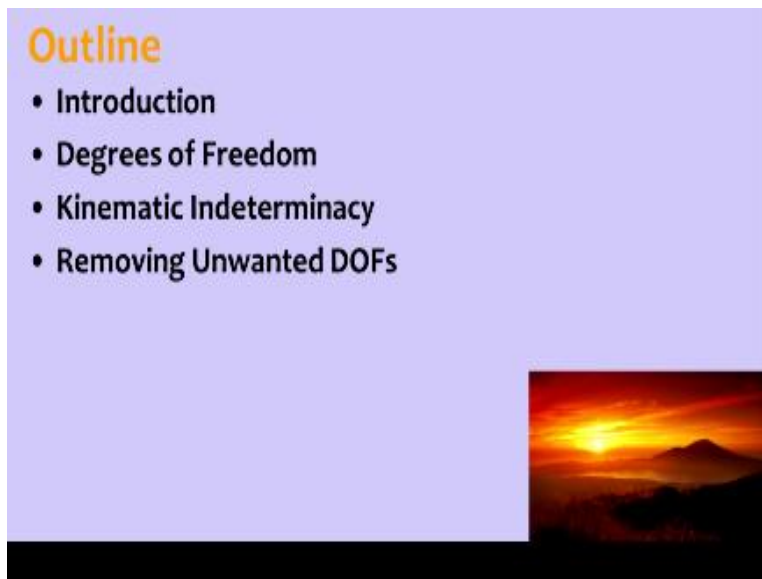 Outline
• Introduction
• Degrees of Freedom
• Kinematic Indeterminacy
• Removing Unwanted DOFs